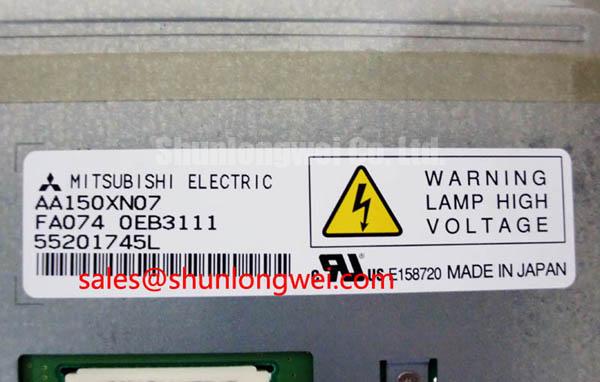 Shunlongwei Co. Ltd.
MITSUBISHI ELECTRIC
AA150XN07
FA074 0EB3111
55201745L
WARNING
LAMP HIGH
VOLTAGE
c RU US E158720 MADE IN JAPAN
sales@shunlongwei.com